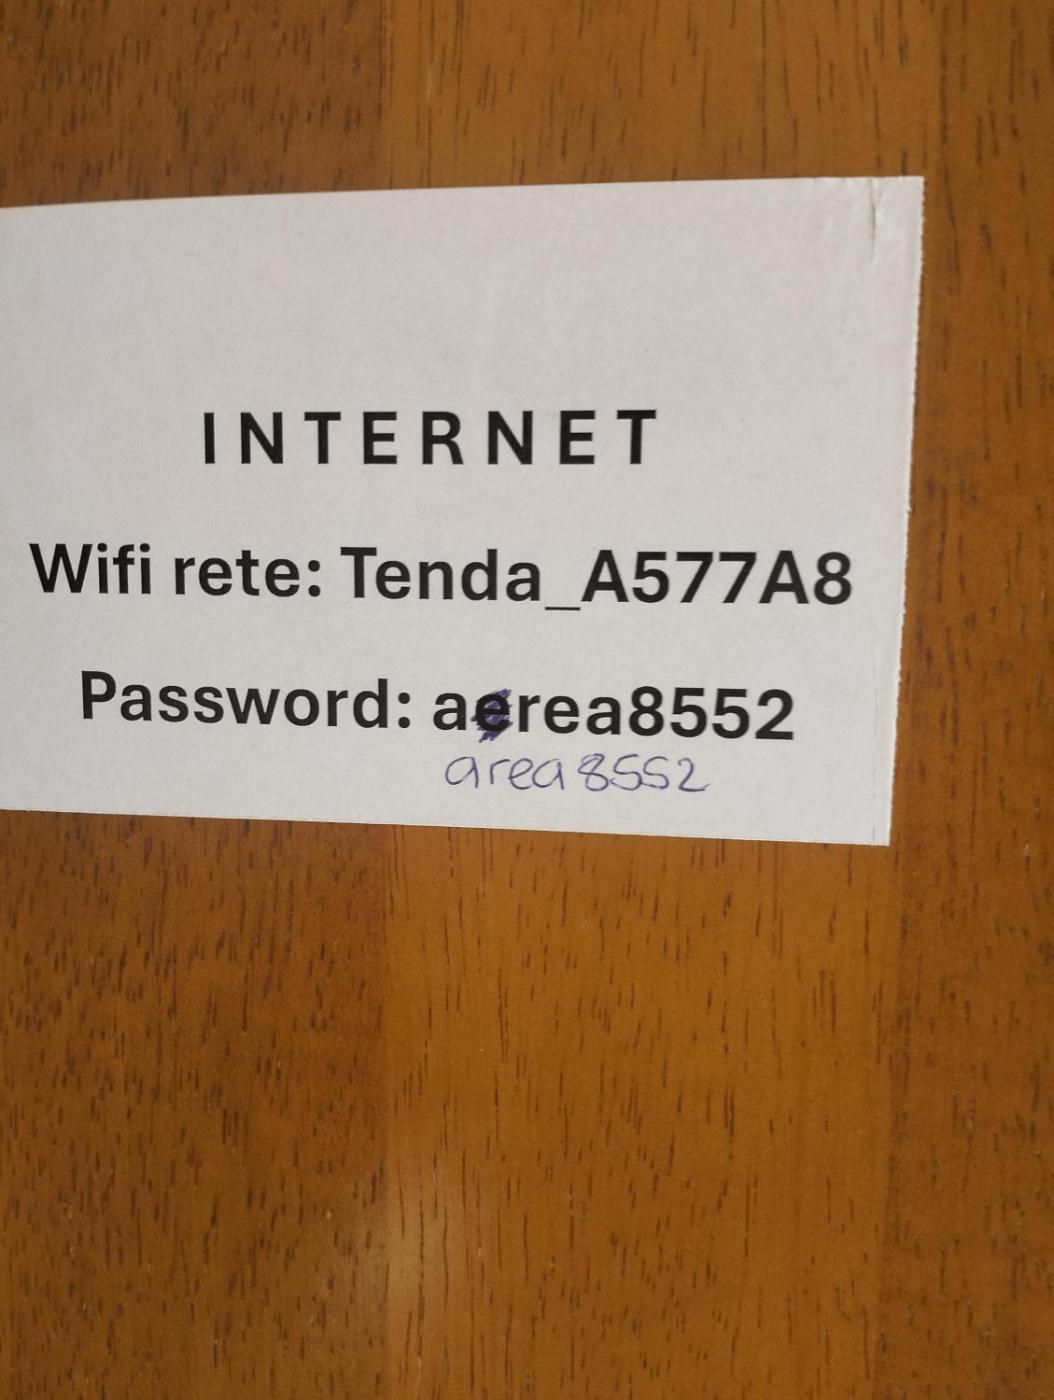 INTERNET
Wifi rete: Tenda_A577A8
Password: aerea8552
area8552